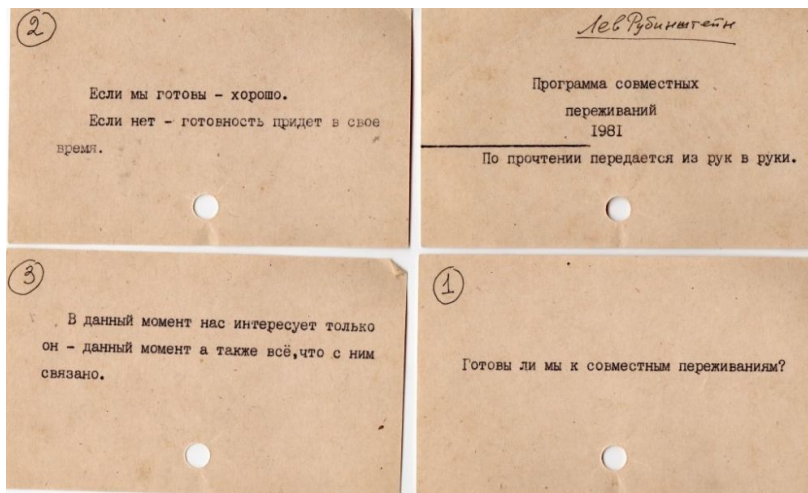 2
Если мы готовы - хорошо.
Если нет - готовность придет в свое
время.
Лев Рубинштейн
Программа совместных
переживаний
1981
По прочтении передается из рук в руки.
3
В данный момент нас интересует только
он - данный момент а также всё,что с ним
связано.
1
Готовы ли мы к совместным переживаниям?